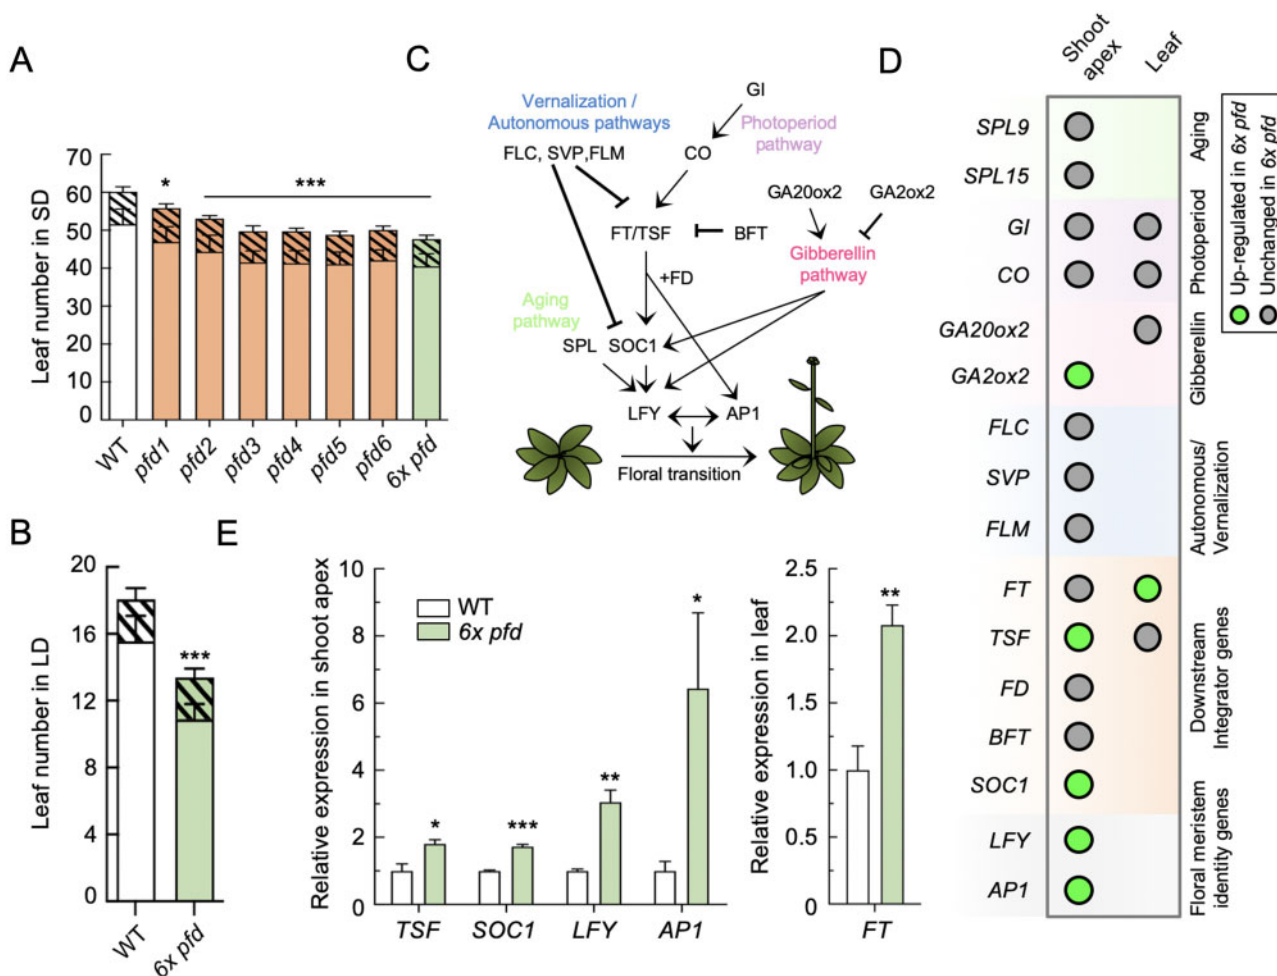 A
Leaf number in SD
70
60
50
40
30
20
10
0
*
***
WT
pfd1
pfd2
pfd3
pfd4
pfd5
pfd6
6x pfd
B
Leaf number in LD
20
16
12
8
4
0
***
WT
6x pfd
C
Vernalization /
Autonomous pathways
FLC, SVP,FLM
GI
Photoperiod
pathway
CO
GA20ox2
GA2ox2
FT/TSF
BFT
Gibberellin
pathway
+FD
Aging
pathway
SPL
SOC1
LFY
AP1
Floral transition
D
Shoot
apex
Leaf
SPL9
SPL15
GI
CO
GA20ox2
GA2ox2
FLC
SVP
FLM
FT
TSF
FD
BFT
SOC1
LFY
AP1
Aging
Photoperiod
Gibberellin
Autonomous/
Vernalization
Downstream
Integrator genes
Floral meristem
identity genes
Up-regulated in 6x pfd
Unchanged in 6x pfd
E
Relative expression in shoot apex
10
8
6
4
2
0
WT
6x pfd
*
***
**
*
TSF
SOC1
LFY
AP1
Relative expression in leaf
2.5
2.0
1.5
1.0
0.5
0
**
FT